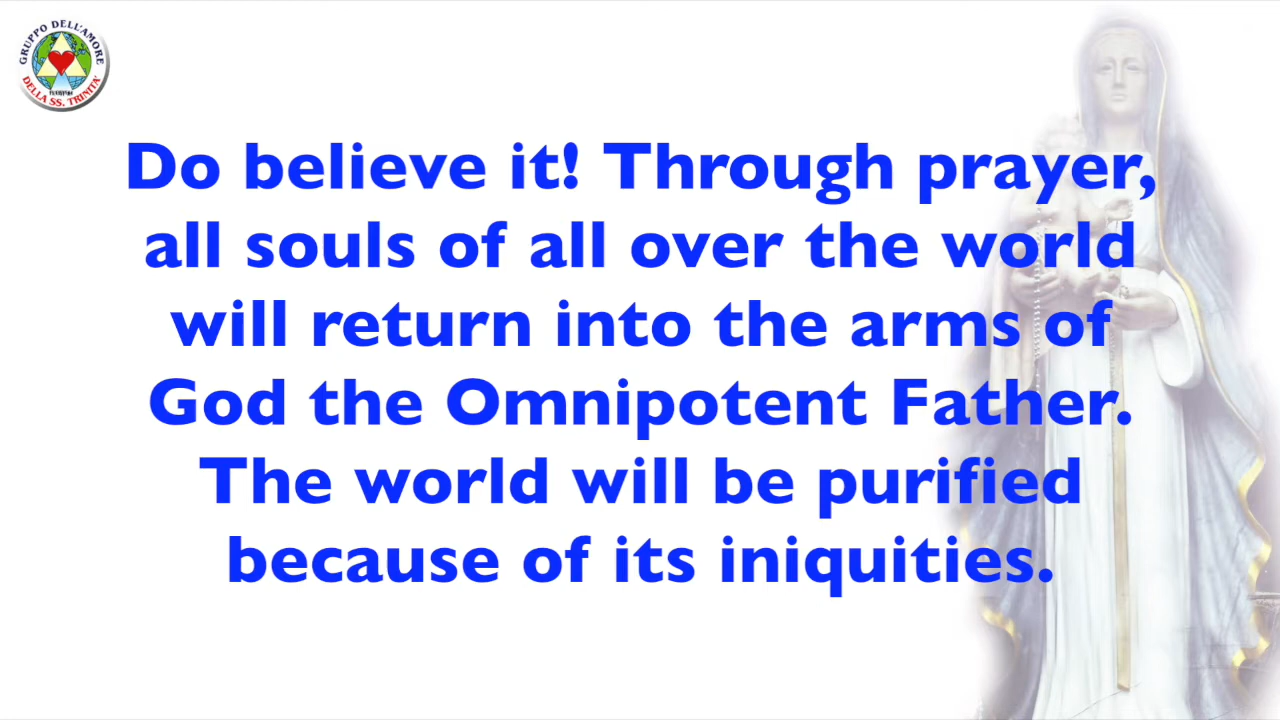 GRUPPO DELL'AMORE
DELLA SS. TRINITA'
Do believe it! Through prayer,
all souls of all over the world
will return into the arms of
God the Omnipotent Father.
The world will be purified
because of its iniquities.